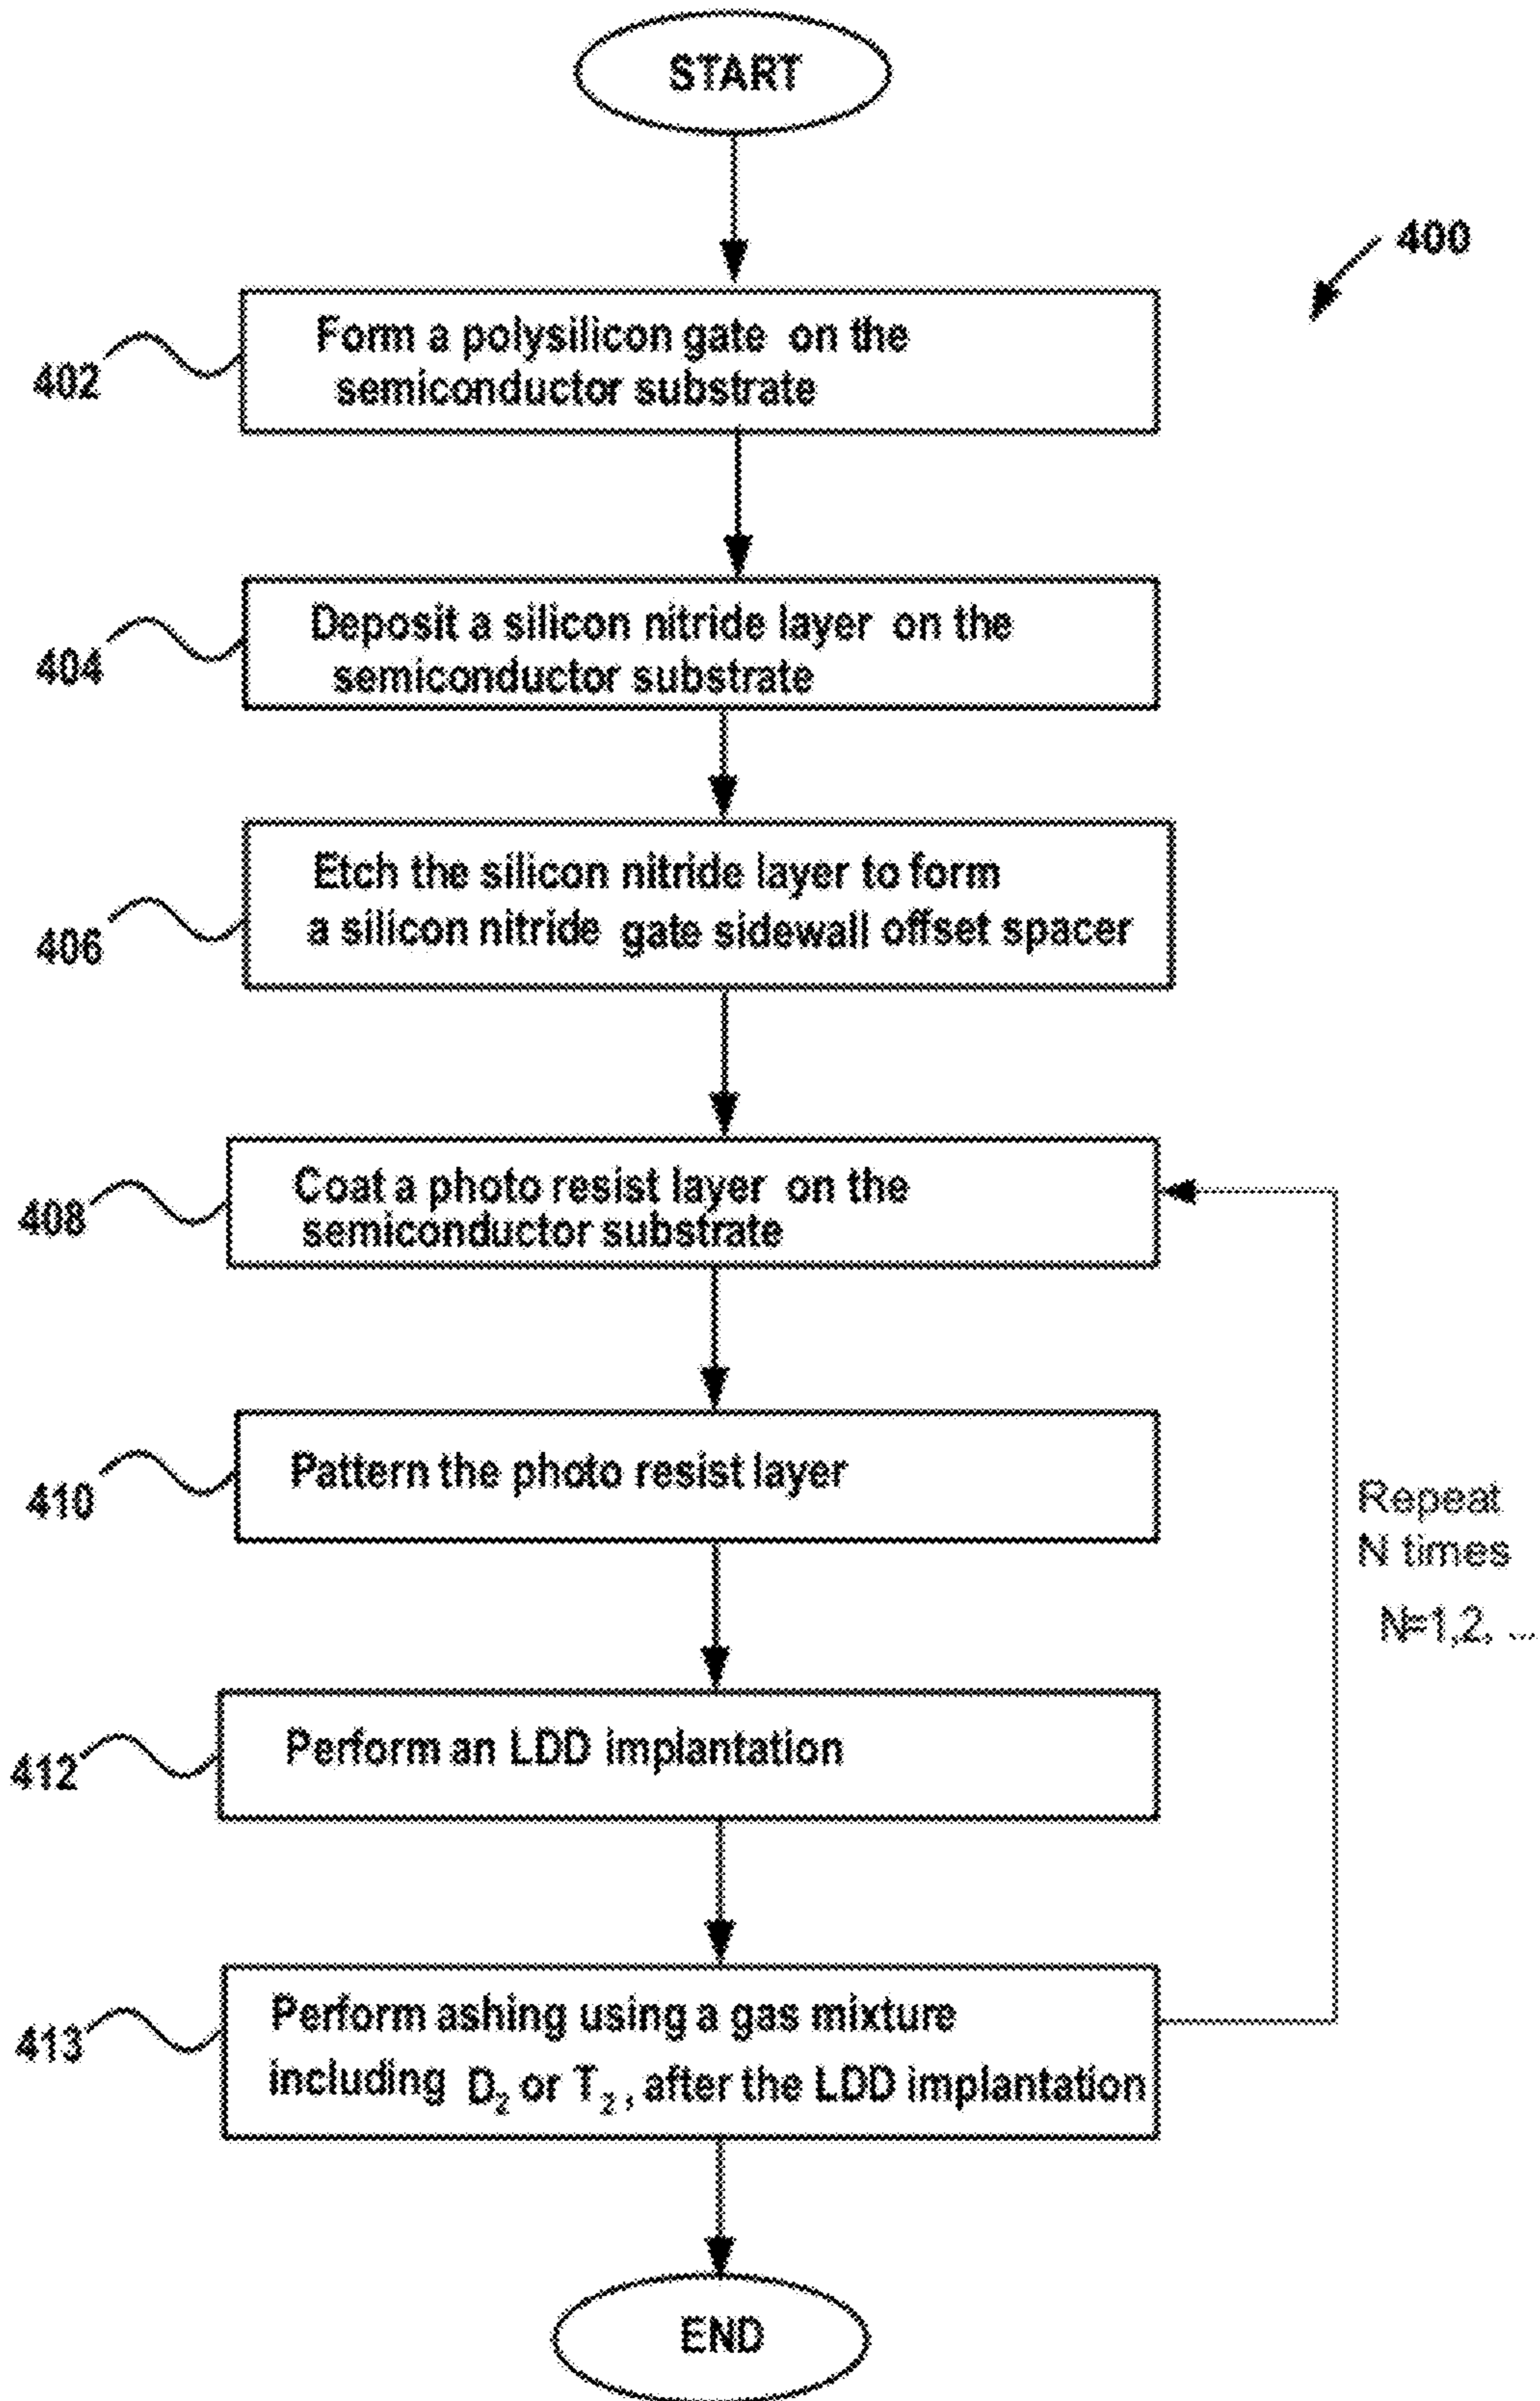 START
400
Form a polysilicon gate on the
semiconductor substrate
402
Deposit a silicon nitride layer on the
semiconductor substrate
404
Etch the silicon nitride layer to form
a silicon nitride gate sidewall offset spacer
406
Coat a photo resist layer on the
semiconductor substrate
408
Pattern the photo resist layer
410
Repeat
N times
N=1,2, ...
Perform an LDD implantation
412
Perform ashing using a gas mixture
including D₂ or T₂, after the LDD implantation
413
END